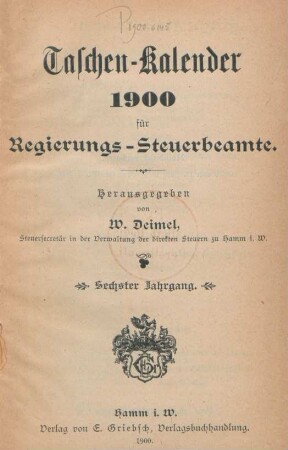 Taschen-Kalender
1900
für
Regierungs-Steuerbeamte.
Herausgegeben
von
W. Deimel,
Steuersecretär in der Verwaltung der direkten Steuern zu Hamm i. W.
Sechster Jahrgang.
Hamm i. W.
Verlag von E. Griebsch, Verlagsbuchhandlung.
1900.